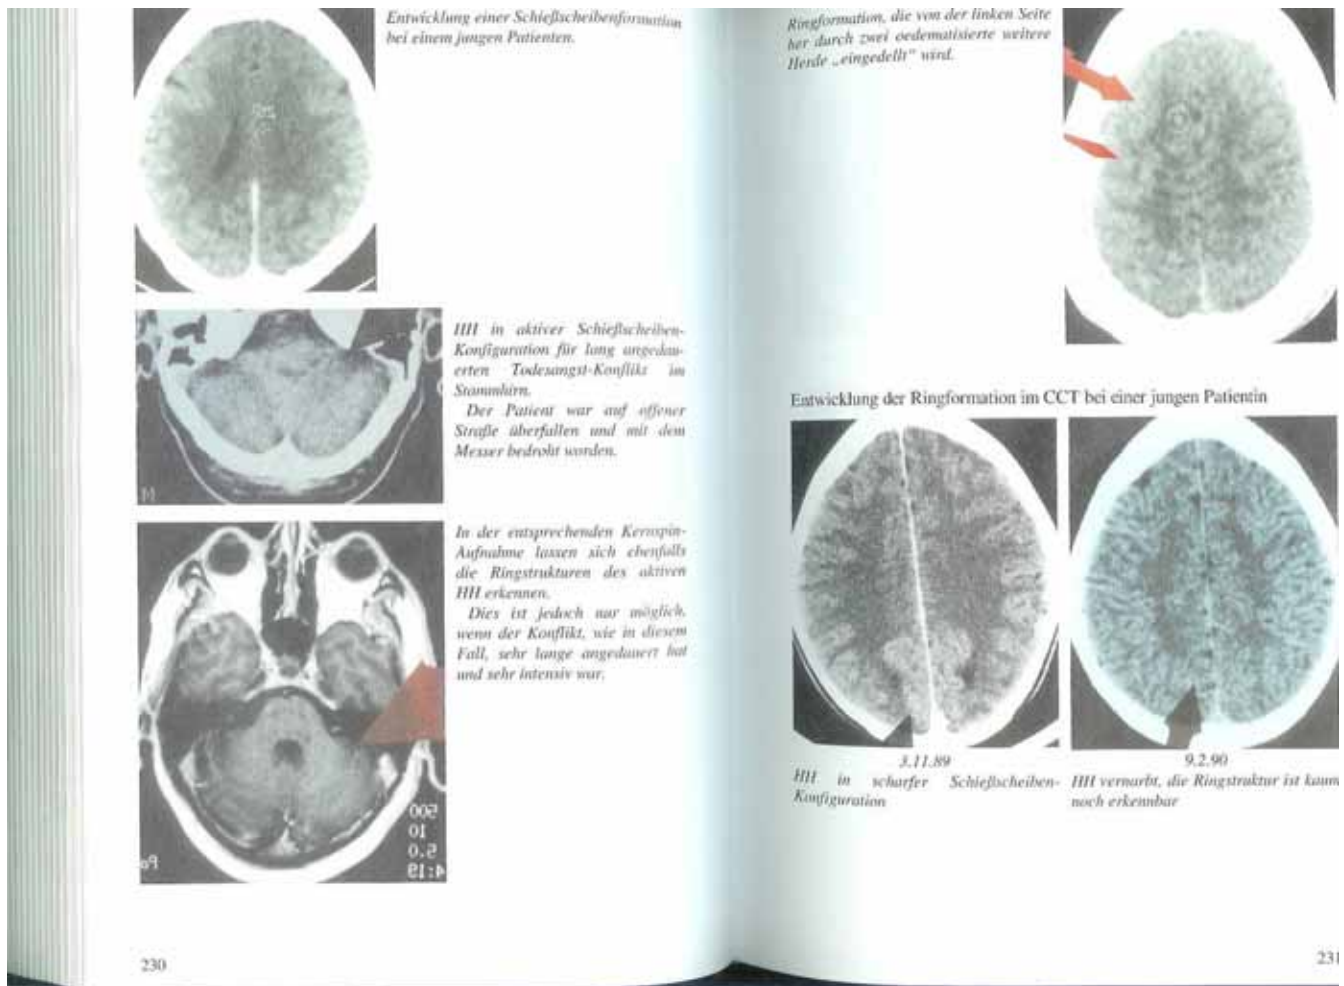 Entwicklung einer Schießscheibenformation
bei einem jungen Patienten.
HH in aktiver Schießscheiben-
Konfiguration für lang angedau-
erten Todesangst-Konflikt im
Stammhirn.
Der Patient war auf offener
Straße überfallen und mit dem
Messer bedroht worden.
In der entsprechenden Kernspin-
Aufnahme lassen sich ebenfalls
die Ringstrukturen des aktiven
HH erkennen.
Dies ist jedoch nur möglich,
wenn der Konflikt, wie in diesem
Fall, sehr lange angedauert hat
und sehr intensiv war.
500
10
5.0
4:19
230
Ringformation, die von der linken Seite
her durch zwei oedematisierte weitere
Herde „eingedellt" wird.
Entwicklung der Ringformation im CCT bei einer jungen Patientin
3.11.89
HH in scharfer Schießscheiben-
Konfiguration
9.2.90
HH vernarbt, die Ringstruktur ist kaum
noch erkennbar
231